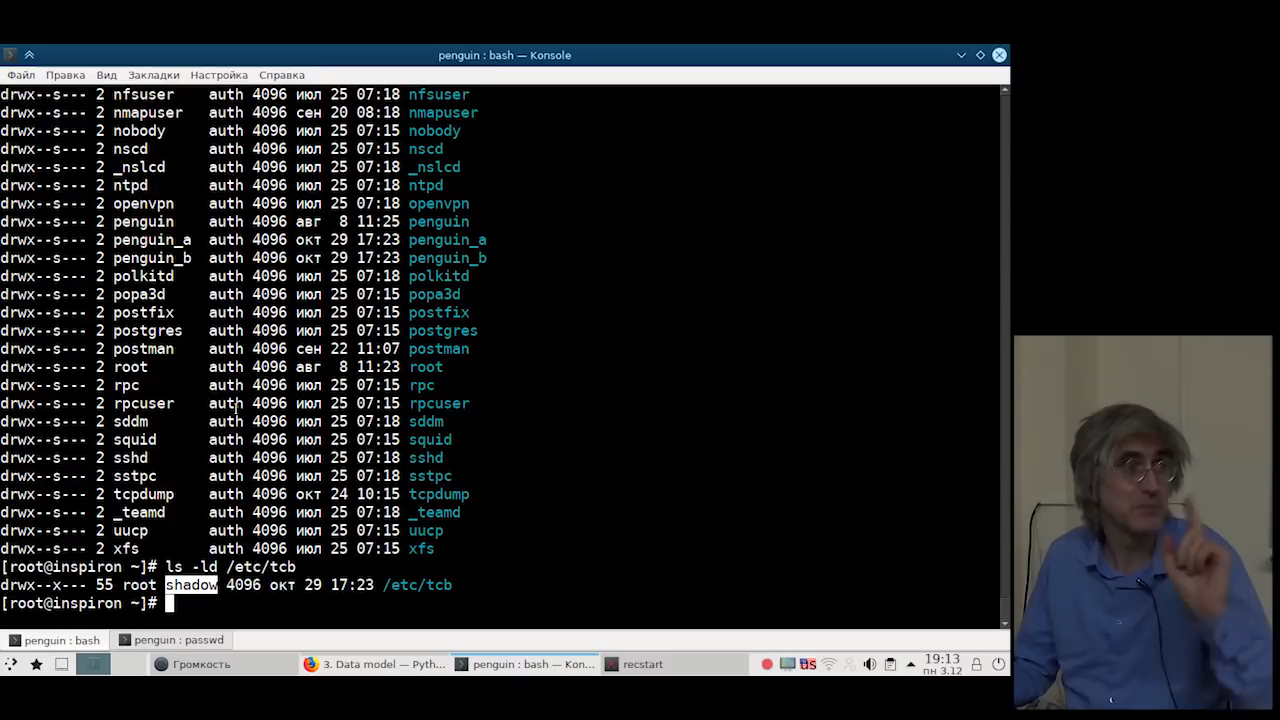 penguin : bash — Konsole
Файл Правка Вид Закладки Настройка Справка
drwx--s--- 2 nfsuser auth 4096 июл 25 07:18 nfsuser
drwx--s--- 2 nmapuser auth 4096 сен 20 08:18 nmapuser
drwx--s--- 2 nobody auth 4096 июл 25 07:15 nobody
drwx--s--- 2 nscd auth 4096 июл 25 07:15 nscd
drwx--s--- 2 _nslcd auth 4096 июл 25 07:18 _nslcd
drwx--s--- 2 ntpd auth 4096 июл 25 07:18 ntpd
drwx--s--- 2 openvpn auth 4096 июл 25 07:18 openvpn
drwx--s--- 2 penguin auth 4096 авг 8 11:25 penguin
drwx--s--- 2 penguin_a auth 4096 окт 29 17:23 penguin_a
drwx--s--- 2 penguin_b auth 4096 окт 29 17:23 penguin_b
drwx--s--- 2 polkitd auth 4096 июл 25 07:18 polkitd
drwx--s--- 2 popa3d auth 4096 июл 25 07:15 popa3d
drwx--s--- 2 postfix auth 4096 июл 25 07:15 postfix
drwx--s--- 2 postgres auth 4096 июл 25 07:15 postgres
drwx--s--- 2 postman auth 4096 сен 22 11:07 postman
drwx--s--- 2 root auth 4096 авг 8 11:23 root
drwx--s--- 2 rpc auth 4096 июл 25 07:15 rpc
drwx--s--- 2 rpcuser auth 4096 июл 25 07:15 rpcuser
drwx--s--- 2 sddm auth 4096 июл 25 07:18 sddm
drwx--s--- 2 squid auth 4096 июл 25 07:15 squid
drwx--s--- 2 sshd auth 4096 июл 25 07:15 sshd
drwx--s--- 2 sstpc auth 4096 июл 25 07:18 sstpc
drwx--s--- 2 tcpdump auth 4096 окт 24 10:15 tcpdump
drwx--s--- 2 _teamd auth 4096 июл 25 07:18 _teamd
drwx--s--- 2 uucp auth 4096 июл 25 07:15 uucp
drwx--s--- 2 xfs auth 4096 июл 25 07:15 xfs
[root@inspiron ~]# ls -ld /etc/tcb
drwx--x--- 55 root shadow 4096 окт 29 17:23 /etc/tcb
[root@inspiron ~]#
penguin : bash penguin : passwd
Громкость 3. Data model — Pyth... penguin : bash — Kon... recstart US 19:13
пн 3.12